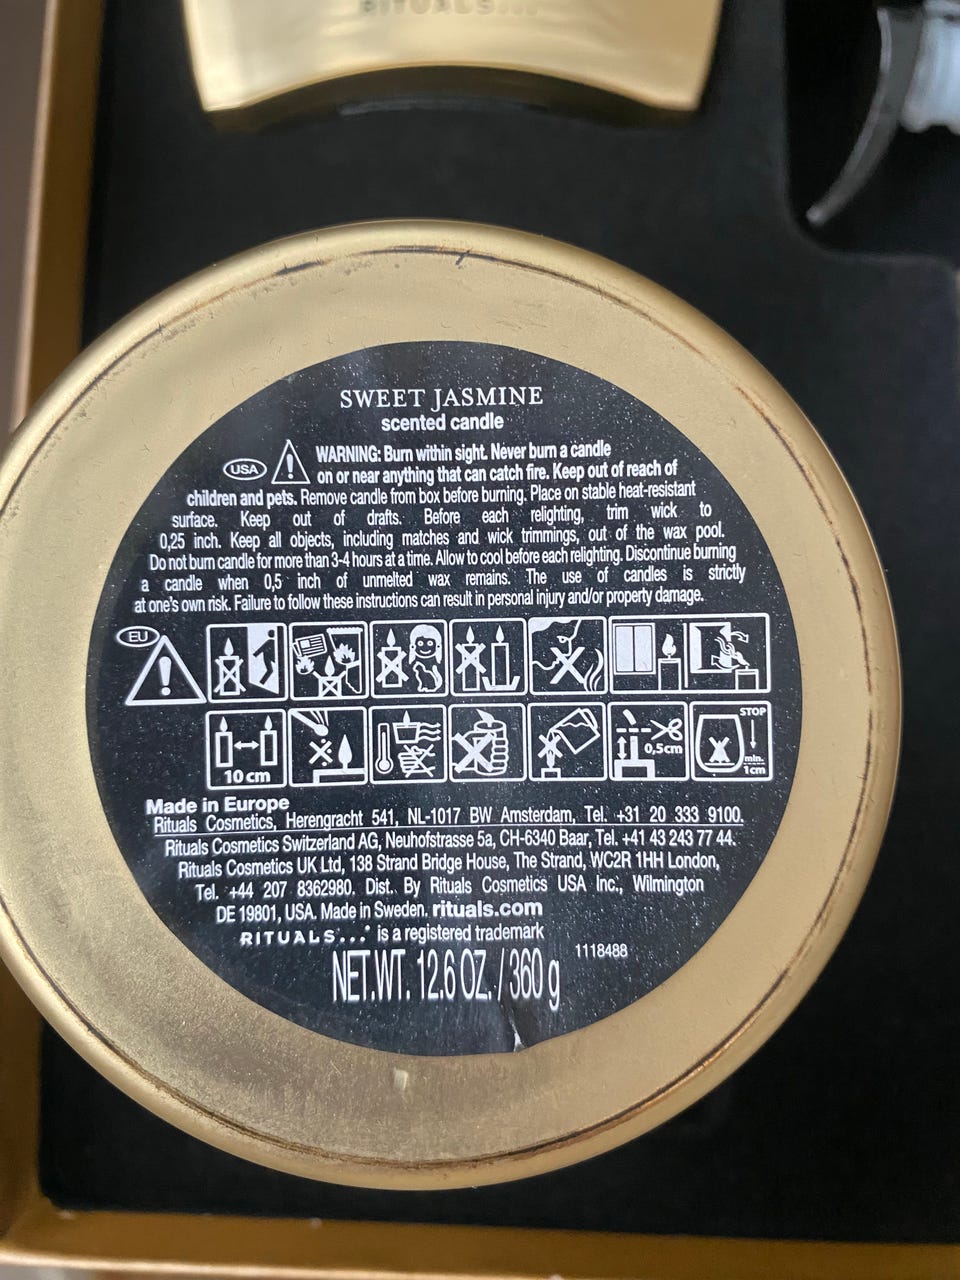 RITUALS...
SWEET JASMINE
scented candle
USA
WARNING: Burn within sight. Never burn a candle
on or near anything that can catch fire. Keep out of reach of
children and pets. Remove candle from box before burning. Place on stable heat-resistant
surface. Keep out of drafts. Before each relighting, trim wick to
0,25 inch. Keep all objects, including matches and wick trimmings, out of the wax pool.
Do not burn candle for more than 3-4 hours at a time. Allow to cool before each relighting. Discontinue burning
a candle when 0,5 inch of unmelted wax remains. The use of candles is strictly
at one's own risk. Failure to follow these instructions can result in personal injury and/or property damage.
EU
10 cm
0,5cm
STOP
min.
1cm
Made in Europe
Rituals Cosmetics, Herengracht 541, NL-1017 BW Amsterdam, Tel. +31 20 333 9100.
Rituals Cosmetics Switzerland AG, Neuhofstrasse 5a, CH-6340 Baar, Tel. +41 43 243 77 44.
Rituals Cosmetics UK Ltd, 138 Strand Bridge House, The Strand, WC2R 1HH London,
Tel. +44 207 8362980. Dist. By Rituals Cosmetics USA Inc., Wilmington
DE 19801, USA. Made in Sweden. rituals.com
RITUALS...® is a registered trademark
1118488
NET.WT. 12.6 OZ. / 360 g